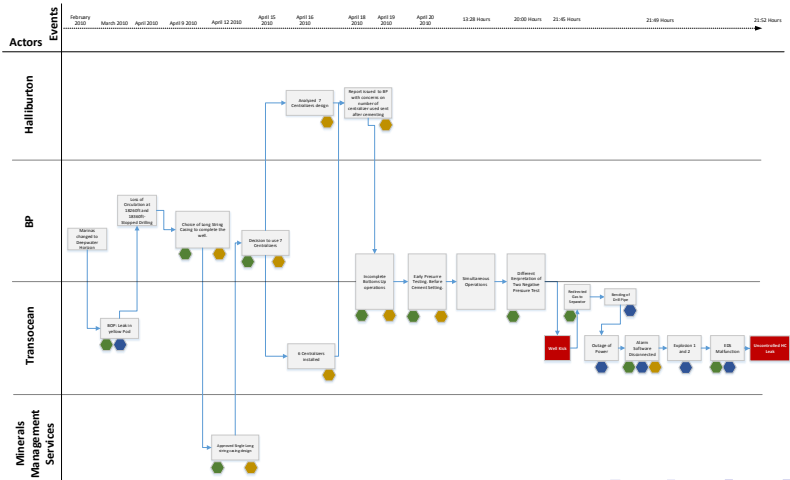 Events
Actors
February
2010
March 2010
April 2010
April 9 2010
April 12 2010
April 15
2010
April 16
2010
April 18
2010
April 19
2010
April 20
2010
13:28 Hours
20:00 Hours
21:45 Hours
21:49 Hours
21:52 Hours
Halliburton
Analyzed 7
Centralizers design
Report issued to BP
with concerns on
number of
centralizer used sent
after cementing
BP
Marinas
changed to
Deepwater
Horizon
Loss of
Circulation at
18260ft and
18360ft-
Stopped Drilling
Choice of Long String
Casing to complete the
well.
Decision to use 7
Centralizers
Incomplete
Bottoms Up
operations
Early Pressure
Testing, Before
Cement Setting.
Simultaneous
Operations
Different
Interpretation of
Two Negative
Pressure Test
Transocean
BOP: Leak in
yellow Pod
6 Centralizers
installed
Well Kick
Redirected
Gas to
Separator
Bending of
Drill Pipe
Outage of
Power
Alarm
Software
Disconnected
Explosion 1
and 2
EDS
Malfunction
Uncontrolled HC
Leak
Minerals
Management
Services
Approved Single Long
string casing design